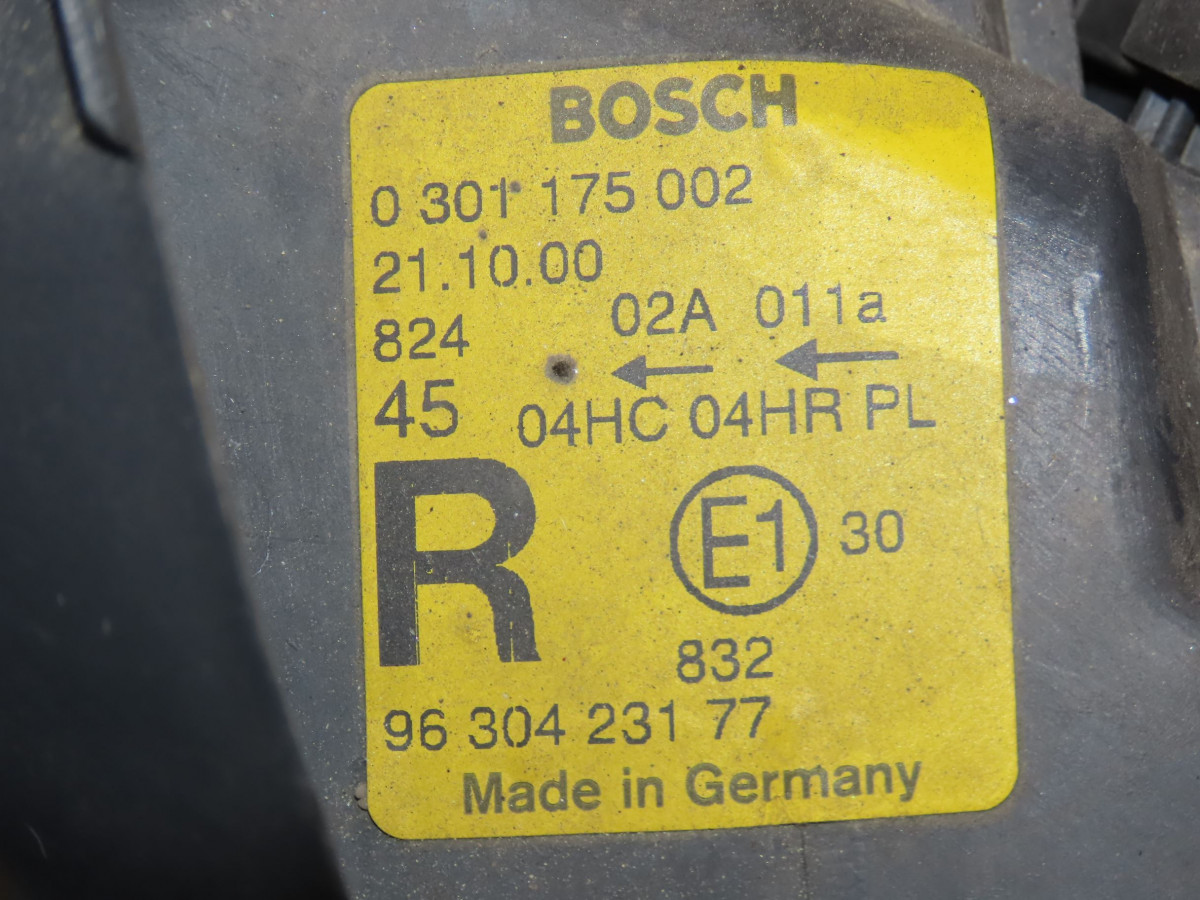 BOSCH
0 301 175 002
21.10.00
824 02A 011a
45 04HC 04HR PL
R E1 30
832
96 304 231 77
Made in Germany